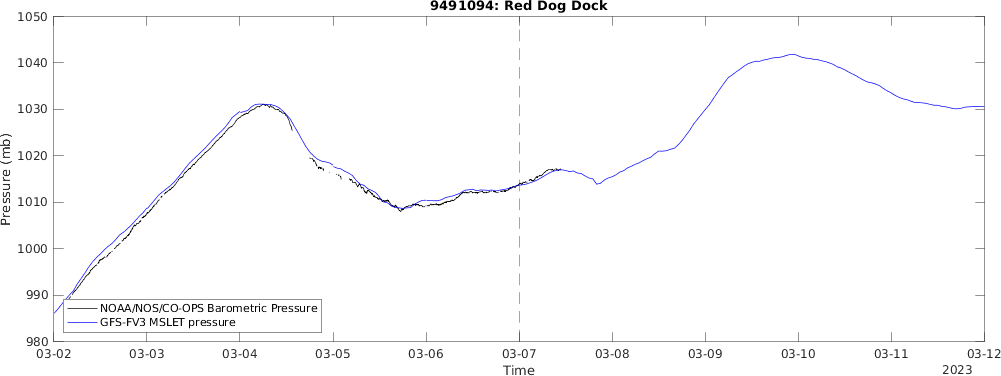 9491094: Red Dog Dock
1050
1040
1030
1020
1010
1000
990
980
Pressure (mb)
NOAA/NOS/CO-OPS Barometric Pressure
GFS-FV3 MSLET pressure
03-02 03-03 03-04 03-05 03-06 03-07 03-08 03-09 03-10 03-11 03-12
Time
2023